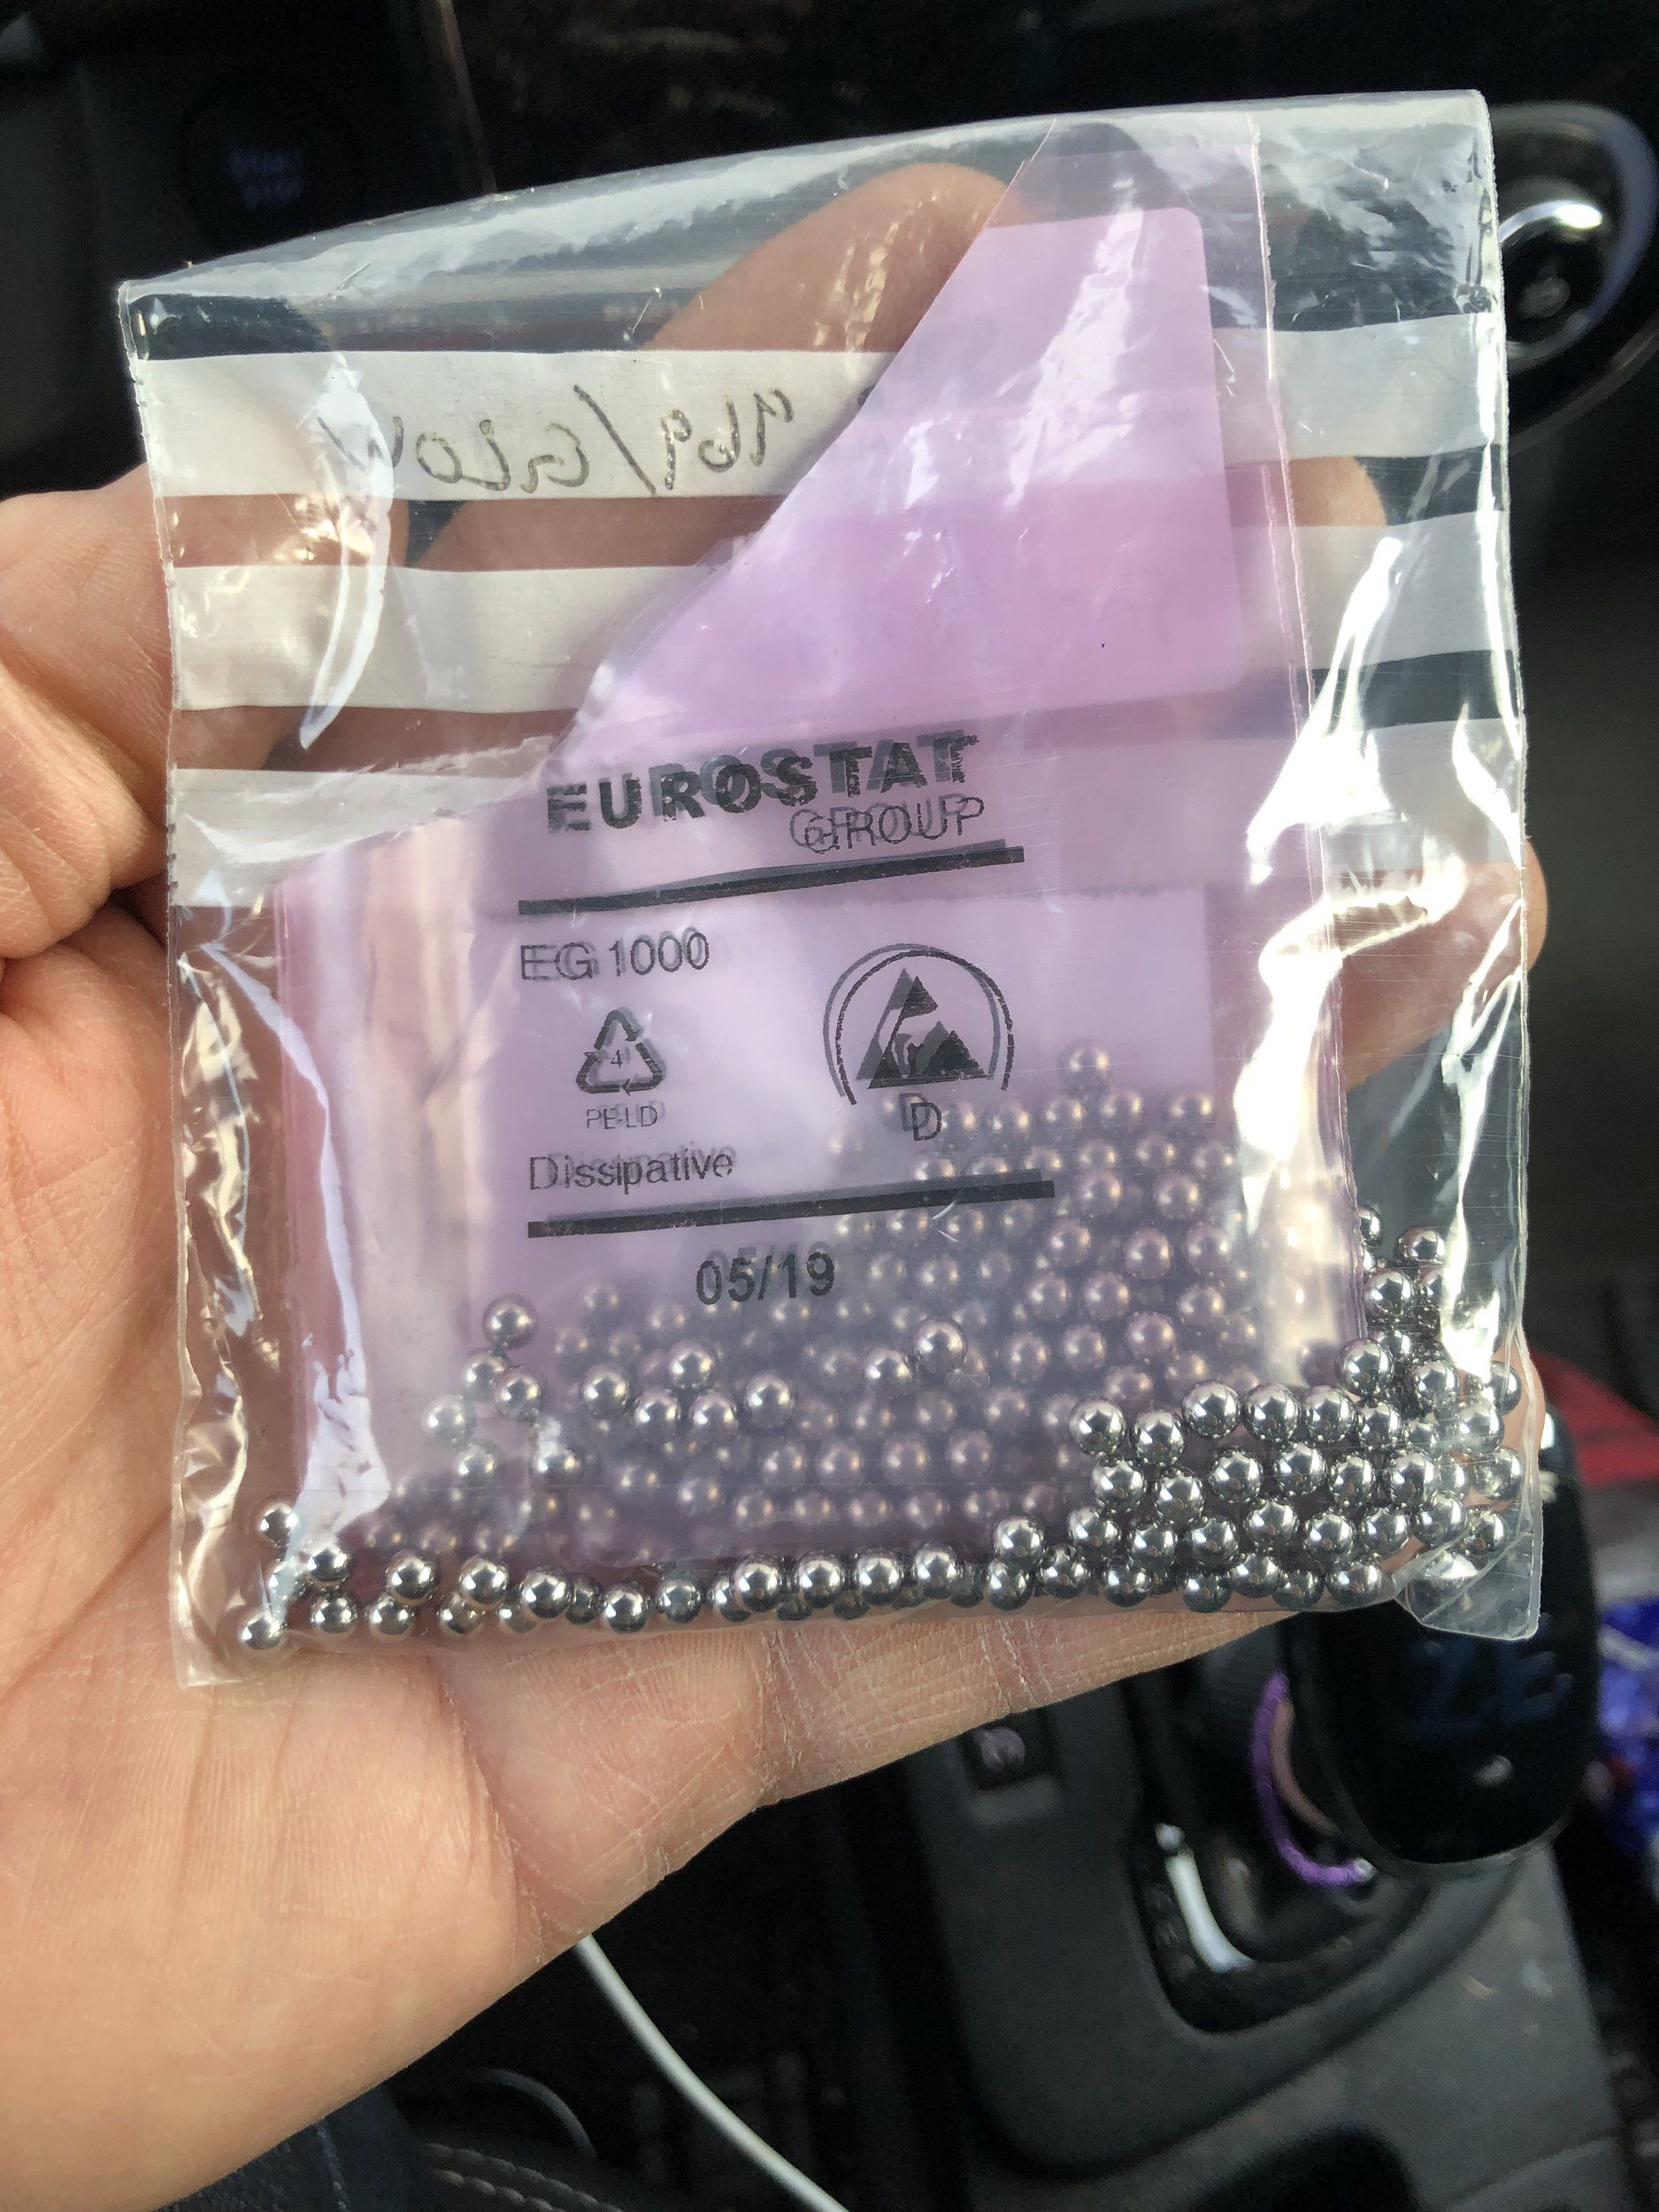 EUROSTAT
GROUP
EG 1000
4
PE-LD
D
Dissipative
05/19